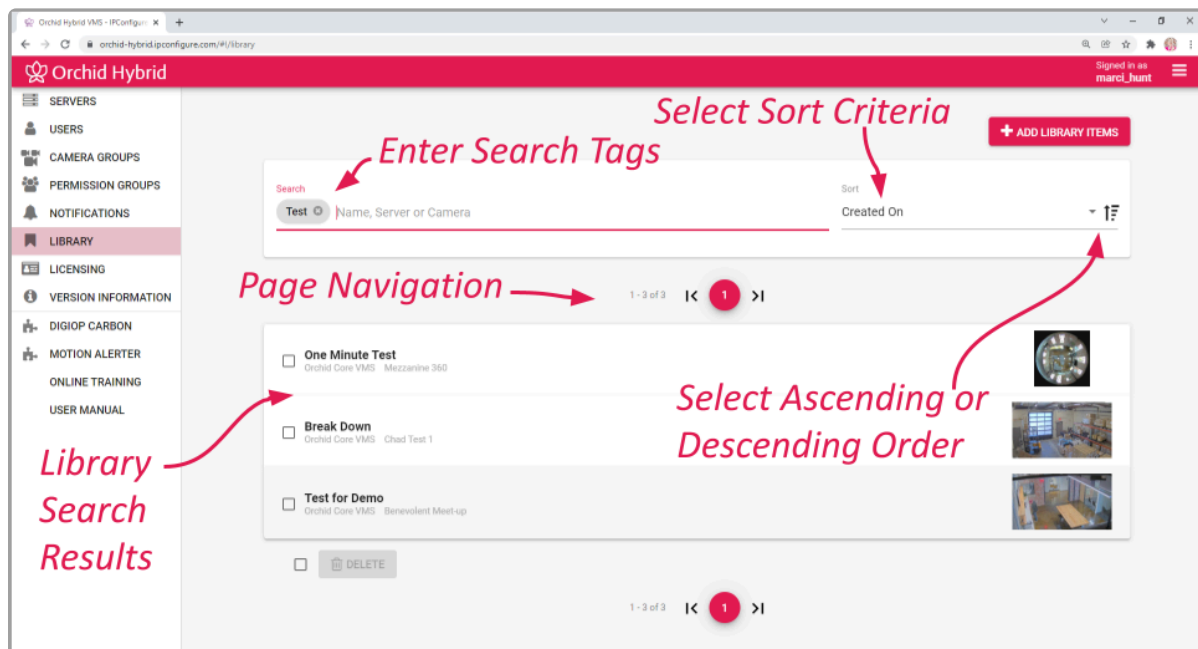 Orchid Hybrid VMS - IPConfigure
orchid-hybrid.ipconfigure.com/#!/library
Orchid Hybrid
Signed in as
marci_hunt
SERVERS
USERS
CAMERA GROUPS
PERMISSION GROUPS
NOTIFICATIONS
LIBRARY
LICENSING
VERSION INFORMATION
DIGIOP CARBON
MOTION ALERTER
ONLINE TRAINING
USER MANUAL
Select Sort Criteria
ADD LIBRARY ITEMS
Enter Search Tags
Search
Test
Name, Server or Camera
Sort
Created On
Page Navigation
1 - 3 of 3
1
One Minute Test
Orchid Core VMS Mezzanine 360
Break Down
Orchid Core VMS Chad Test 1
Test for Demo
Orchid Core VMS Benevolent Meet-up
Select Ascending or
Descending Order
Library
Search
Results
DELETE
1 - 3 of 3
1